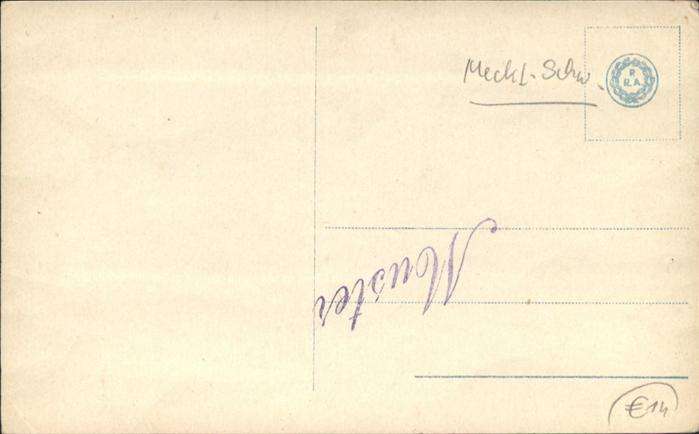 Meckl.-Schw.
R
R.A.
Muster
€14